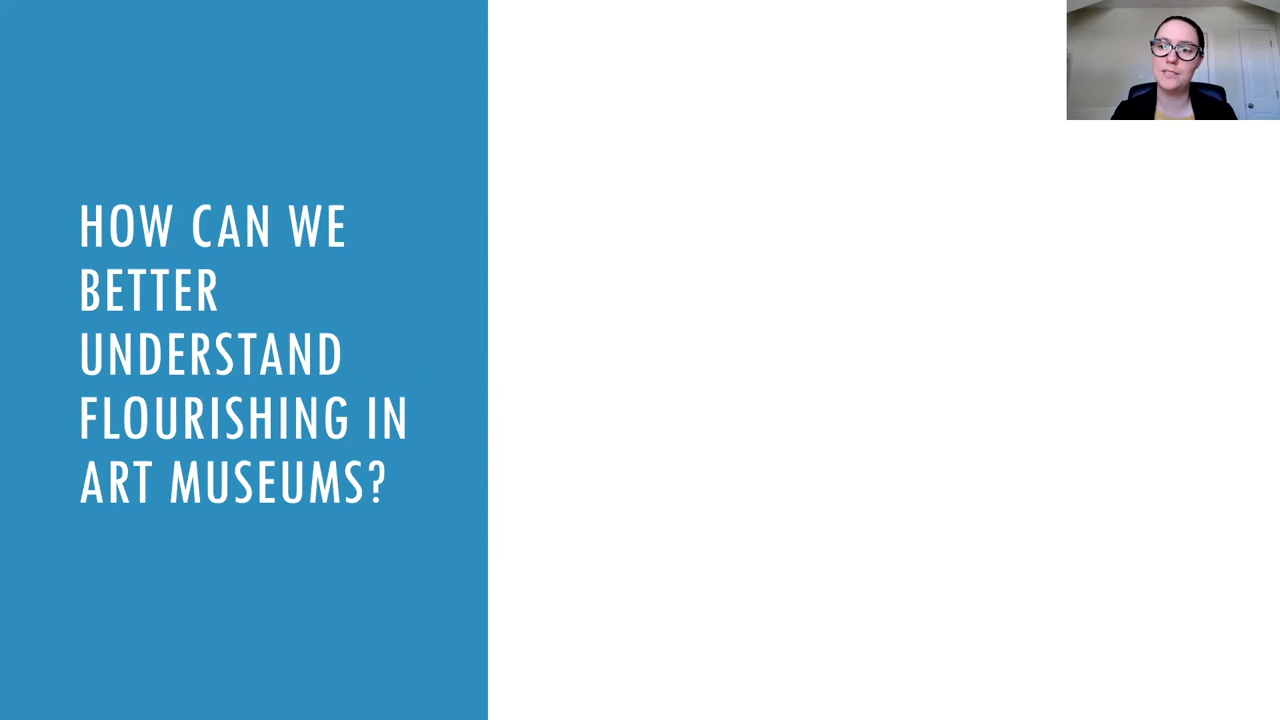 HOW CAN WE
BETTER
UNDERSTAND
FLOURISHING IN
ART MUSEUMS?